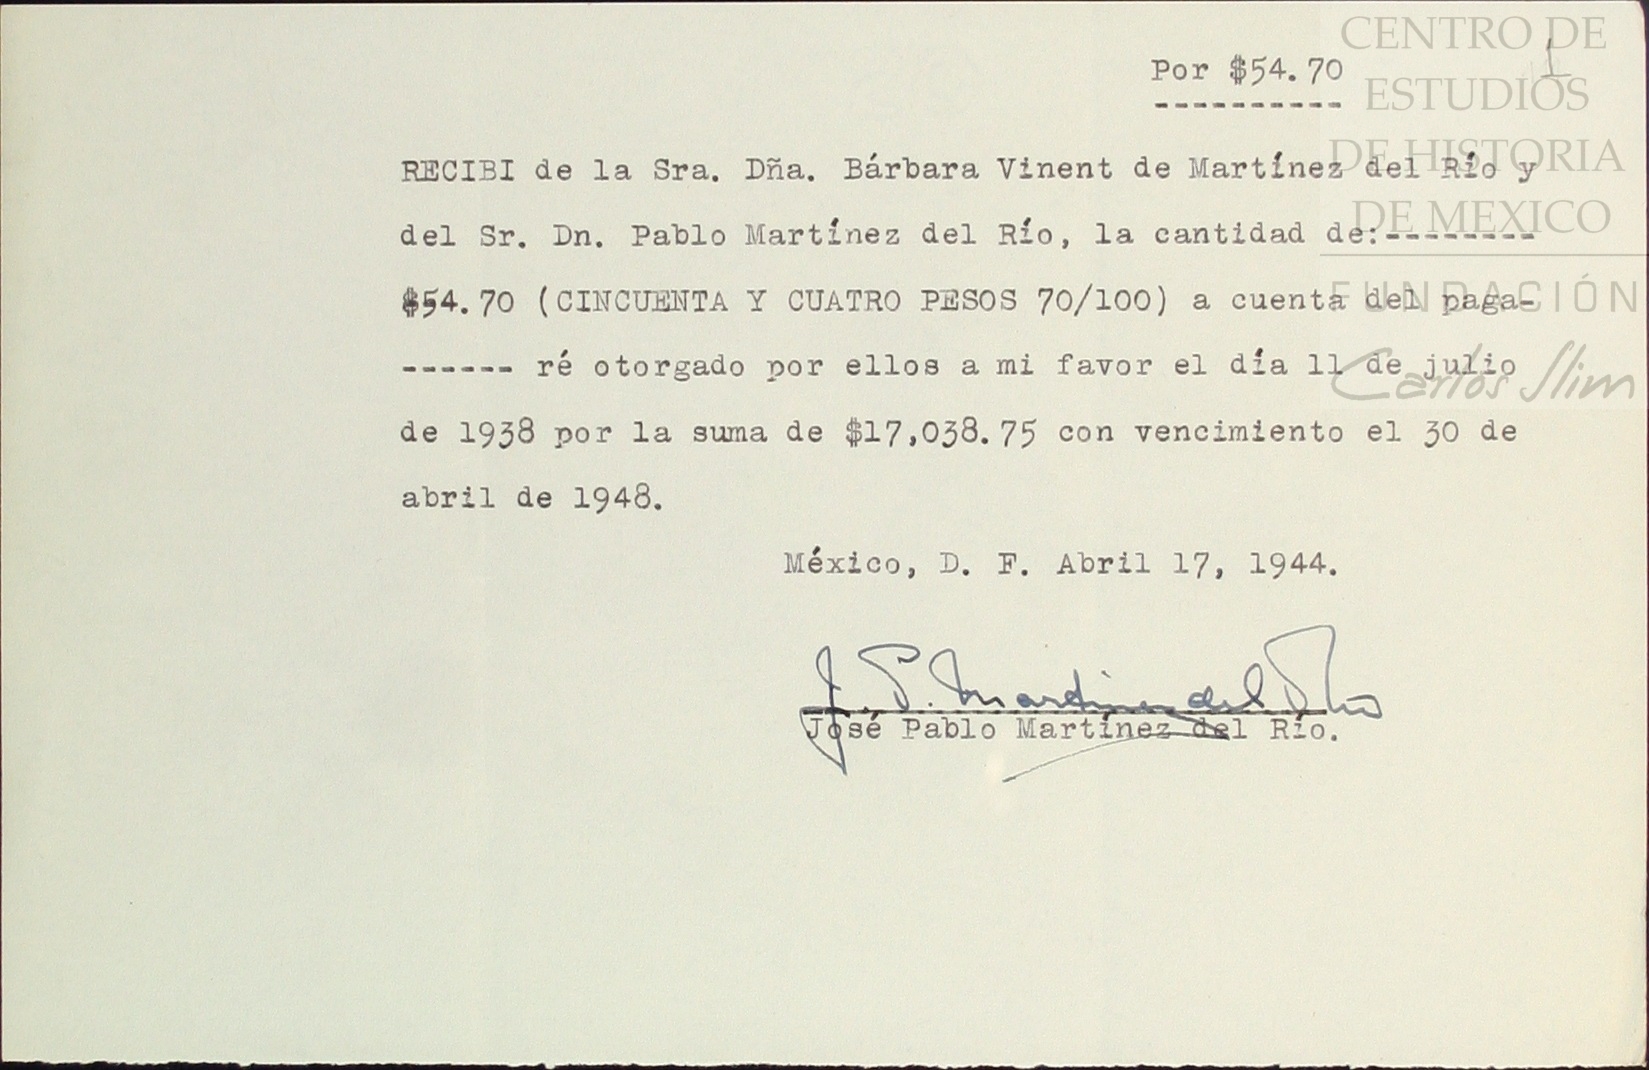 CENTRO DE
ESTUDIOS
DE HISTORIA
DE MEXICO
FUNDACIÓN
Carlos Slim
1
Por $54.70
----------
RECIBI de la Sra. Dña. Bárbara Vinent de Martínez del Río y
del Sr. Dn. Pablo Martínez del Río, la cantidad de:--------
$54.70 (CINCUENTA Y CUATRO PESOS 70/100) a cuenta del paga-
------ ré otorgado por ellos a mi favor el día 11 de julio
de 1938 por la suma de $17,038.75 con vencimiento el 30 de
abril de 1948.
México, D. F. Abril 17, 1944.
J. P. Martinez del Rio
José Pablo Martínez del Río.